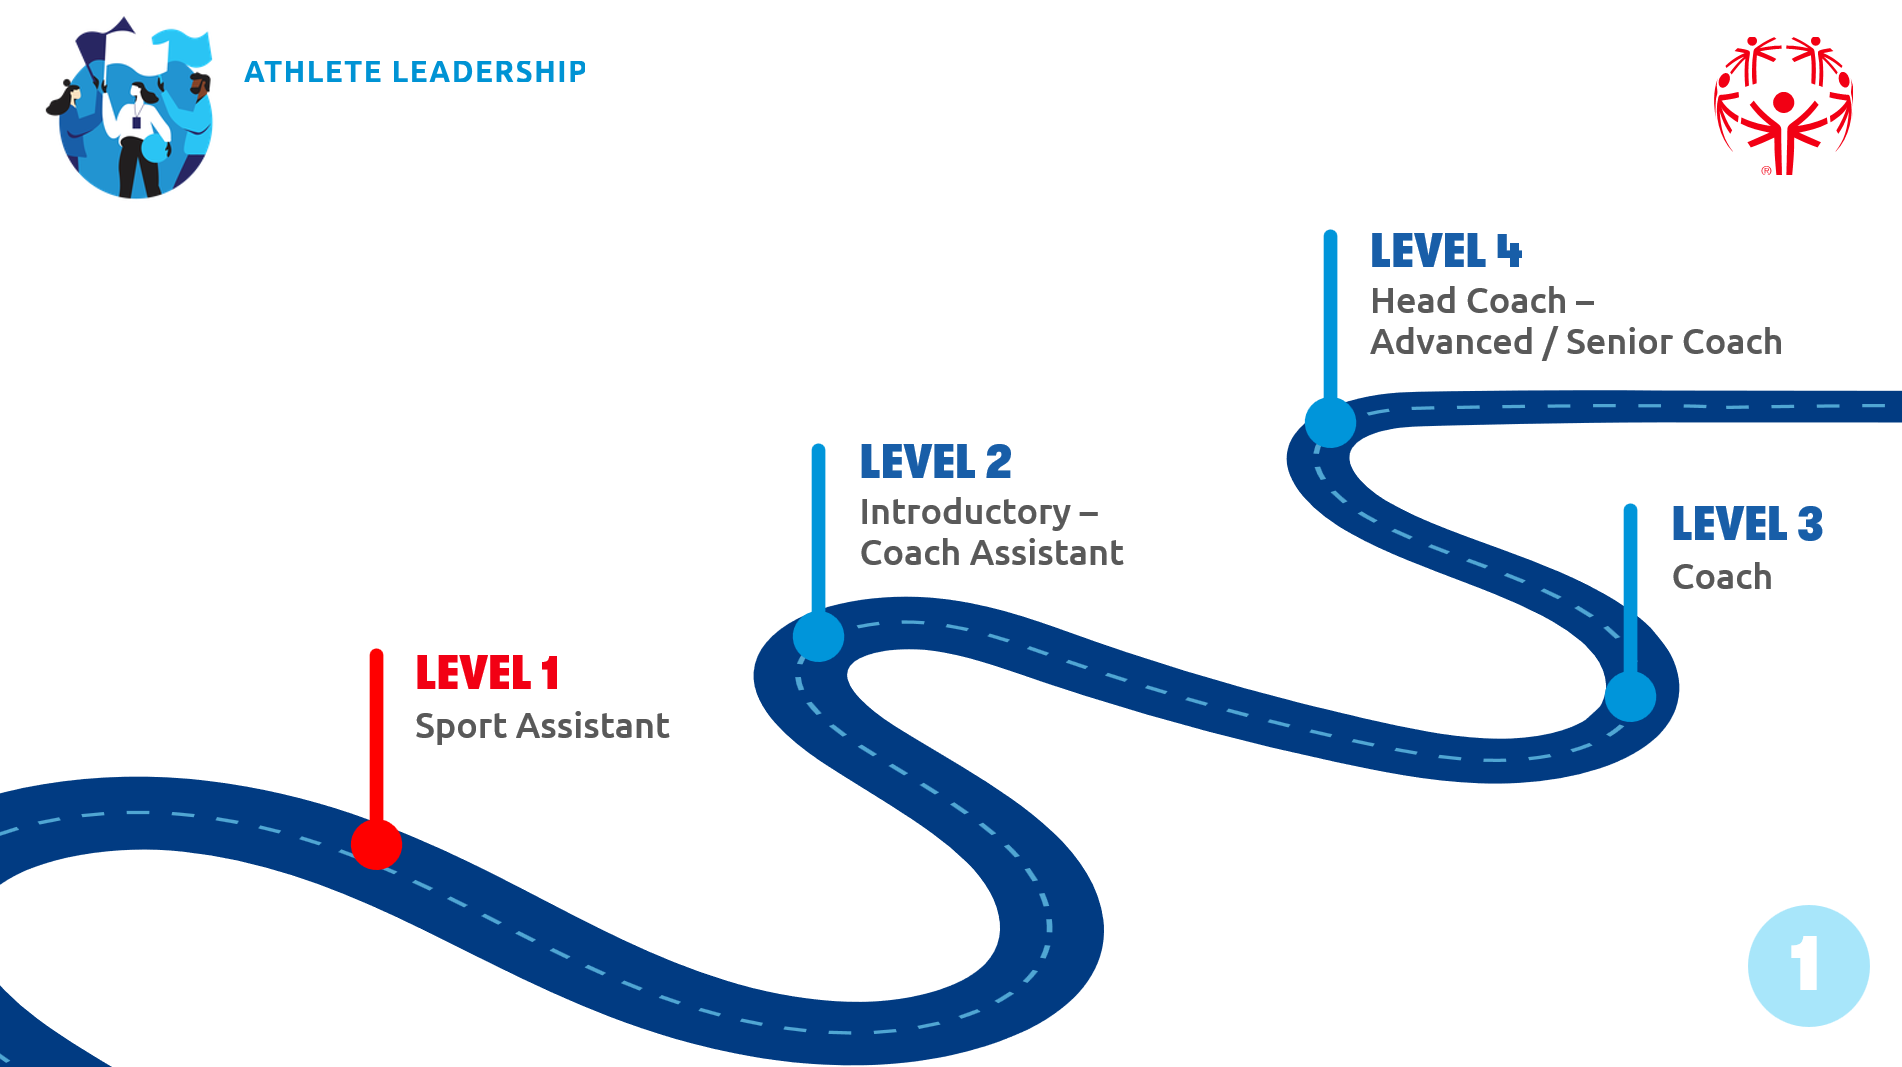 ATHLETE LEADERSHIP
®
LEVEL 4
Head Coach –
Advanced / Senior Coach
LEVEL 2
Introductory –
Coach Assistant
LEVEL 3
Coach
LEVEL 1
Sport Assistant
1